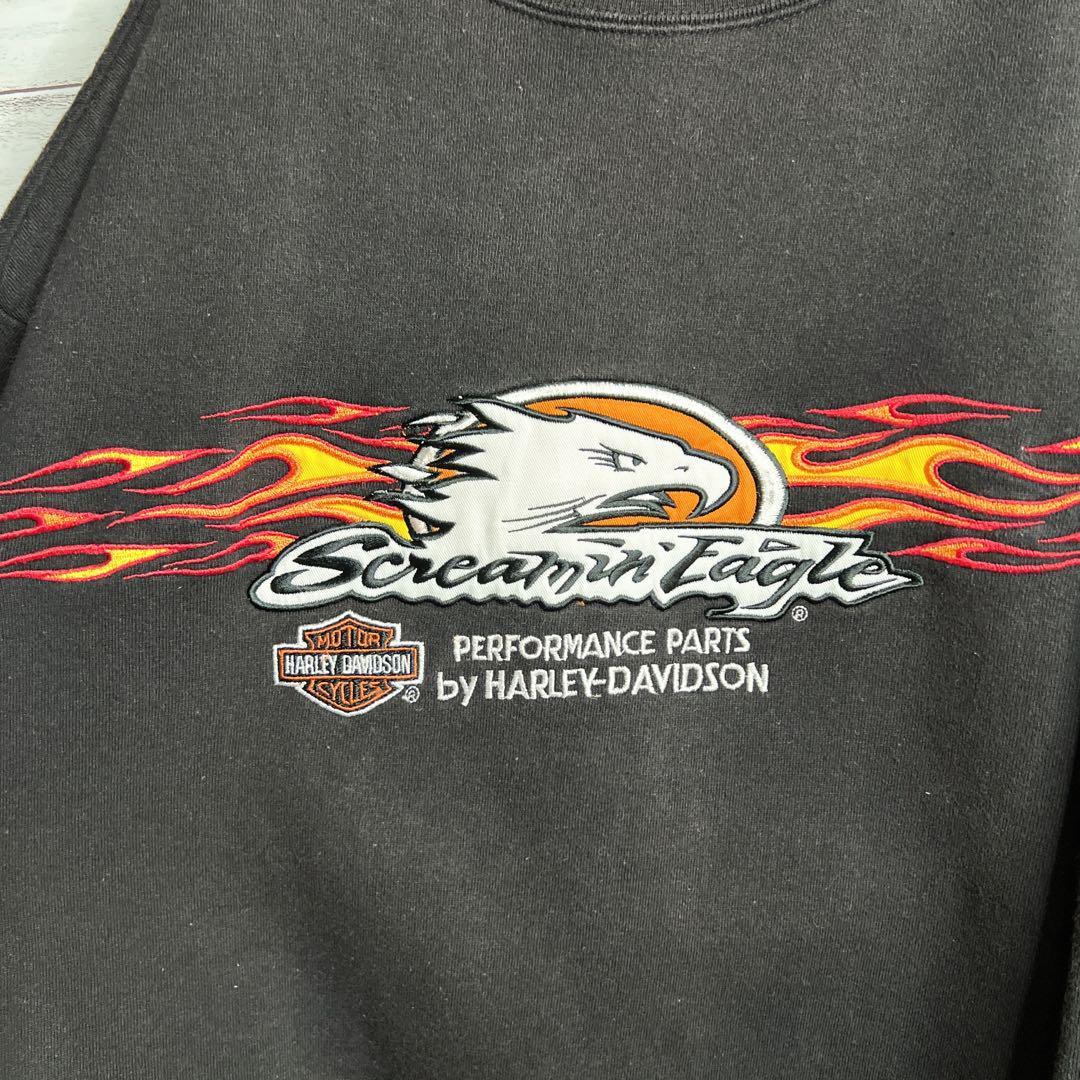 Screamin' Eagle ®
MOTOR
HARLEY-DAVIDSON
CYCLES ®
PERFORMANCE PARTS
by HARLEY-DAVIDSON